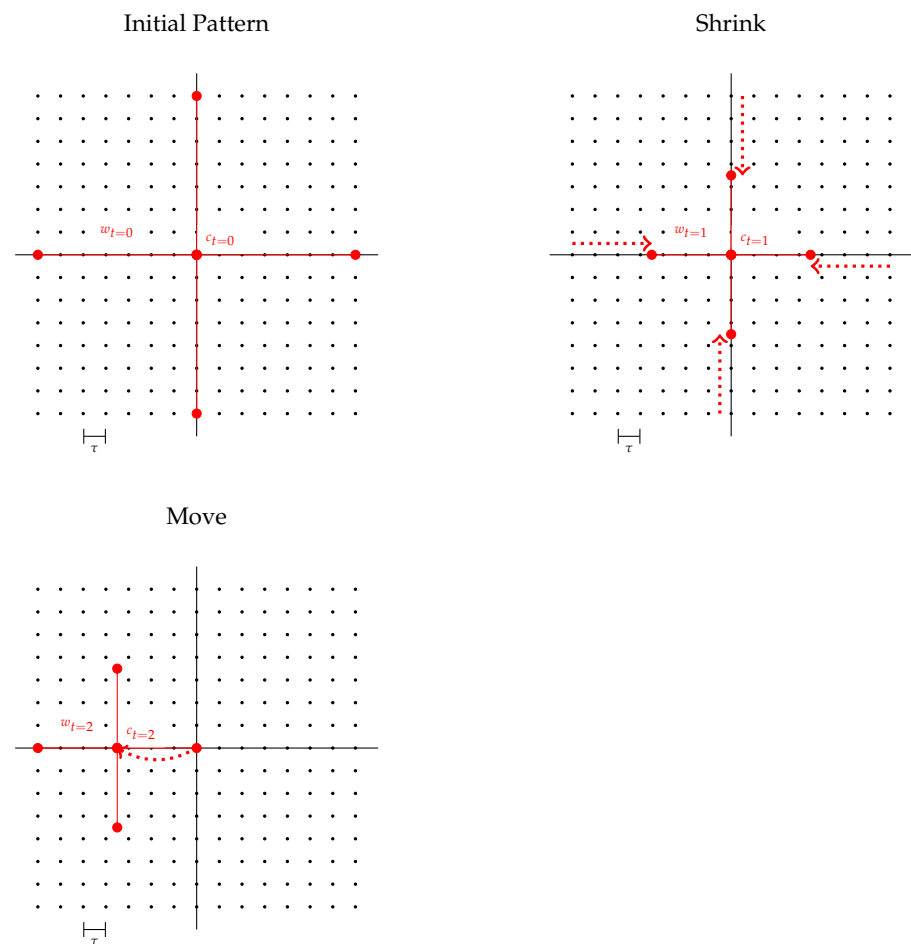 Initial Pattern
w_{t=0}
c_{t=0}
τ
Shrink
w_{t=1}
c_{t=1}
τ
Move
w_{t=2}
c_{t=2}
τ